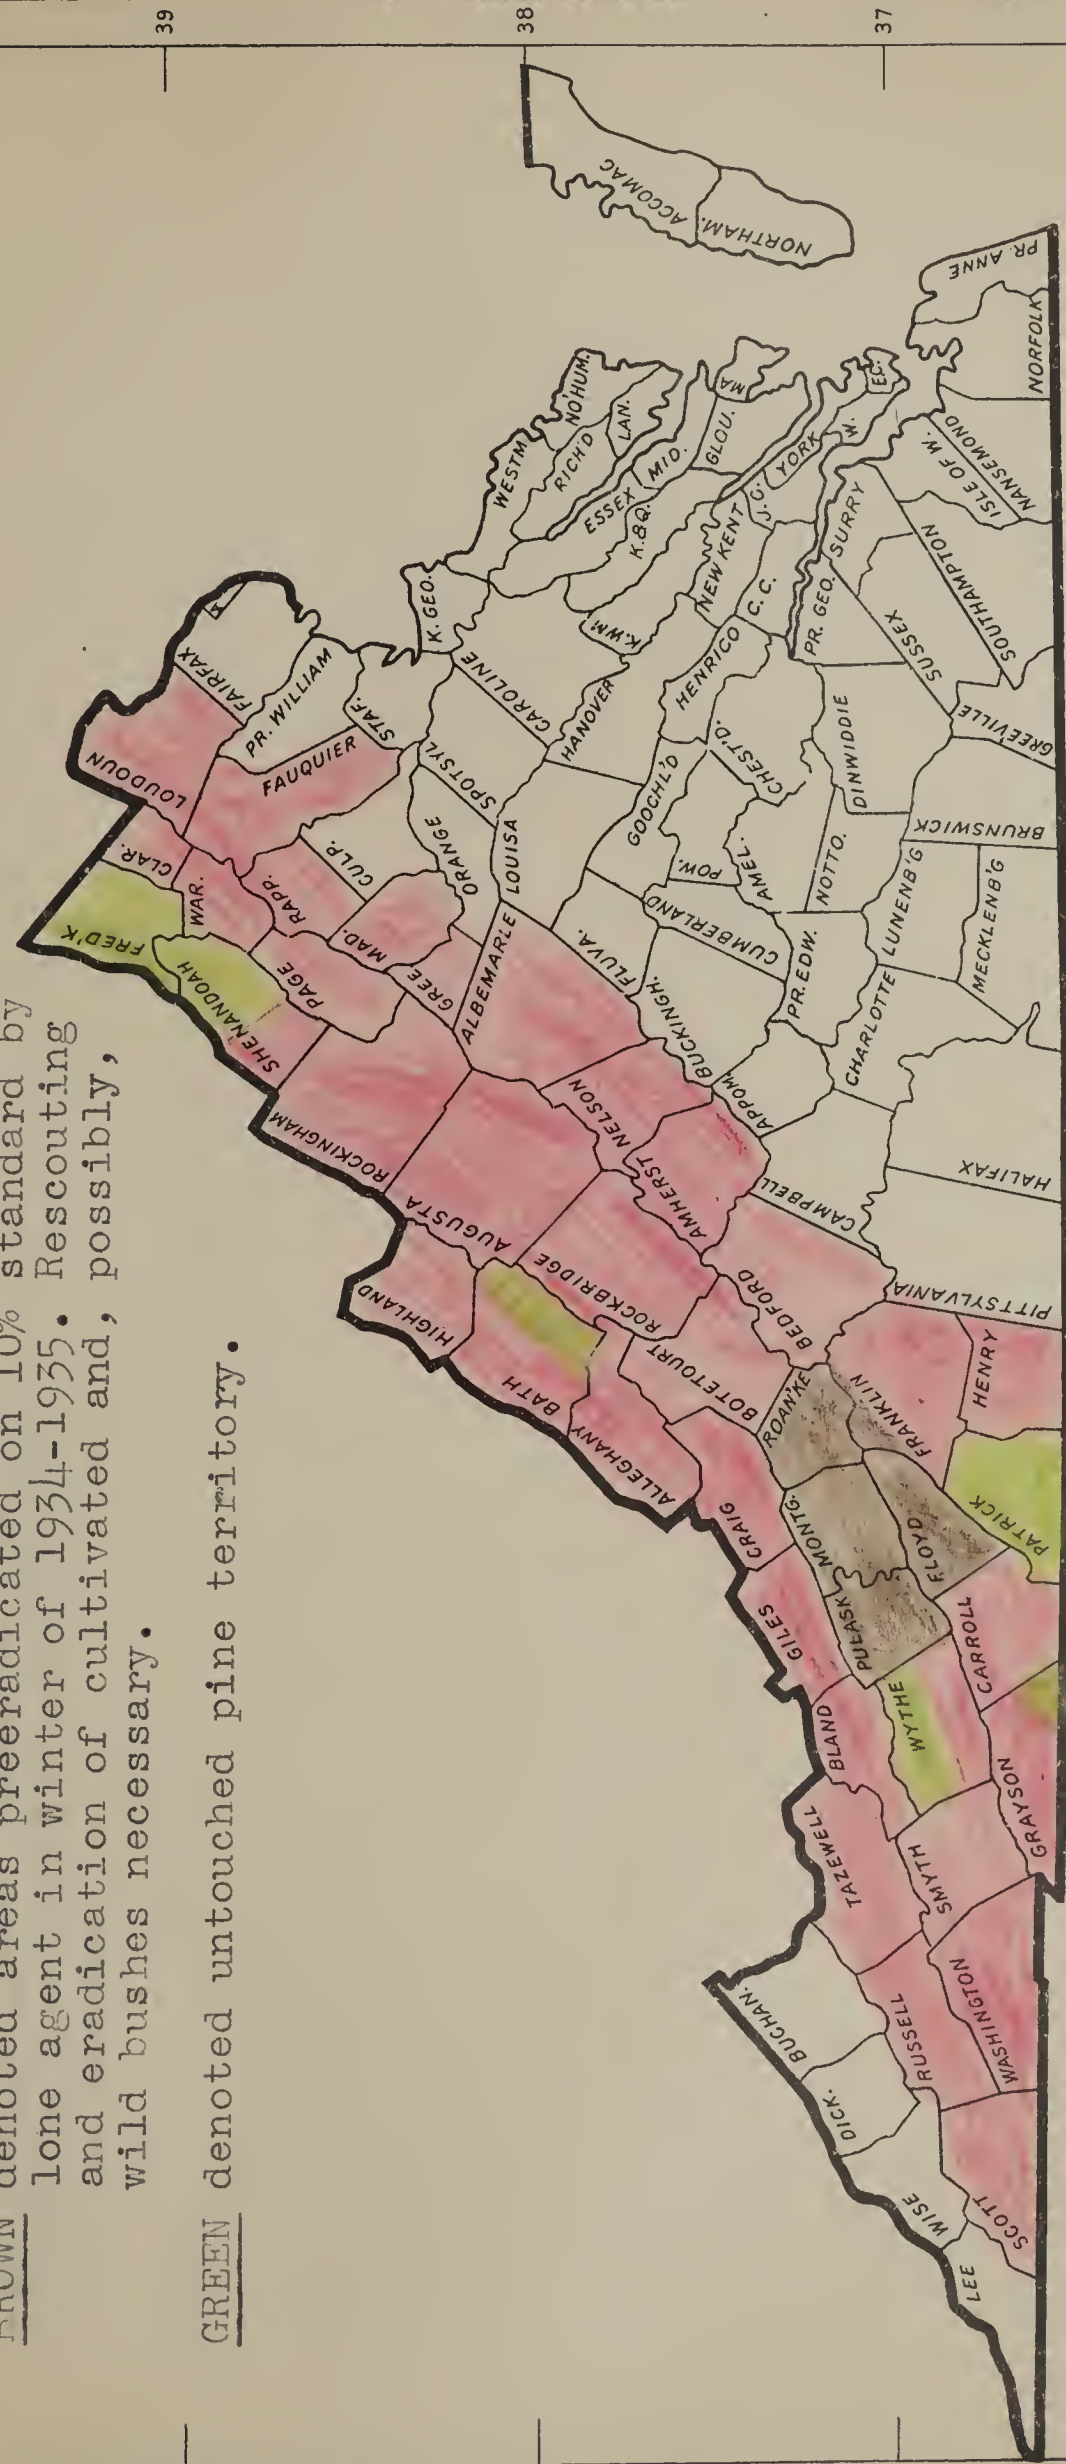 BROWN denoted areas preeradicated on 10% standard by
lone agent in winter of 1934-1935. Rescouting
and eradication of cultivated and, possibly,
wild bushes necessary.
GREEN denoted untouched pine territory.
39
38
37
LOUDOUN
FAIRFAX
CLAR.
FRED'K
WAR.
FAUQUIER
PR. WILLIAM
SHENANDOAH
PAGE
RAPP.
CULP.
STAF.
K. GEO.
MAD.
GREE
ORANGE
SPOTSYL
CAROLINE
WESTM
RICH'D
NO'HUM.
LAN.
ESSEX
K.&Q.
MID.
GLOU.
MA
ACCOMAC
NORTHAM.
ROCKINGHAM
AUGUSTA
HIGHLAND
BATH
ALLEGHANY
ROCKBRIDGE
ALBEMARLE
LOUISA
HANOVER
K.WM
NEW KENT
J.C.
YORK
W.
E.C.
FLUVA.
GOOCHL'D
HENRICO
C.C.
NELSON
AMHERST
BUCKINGH.
CUMBERLAND
POW.
CHEST'D.
AMEL.
APPOM
PR. EDW.
NOTTO.
DINWIDDIE
PR. GEO.
SURRY
SUSSEX
SOUTHAMPTON
ISLE OF W.
NANSEMOND
NORFOLK
PR. ANNE
BOTETOURT
BEDFORD
CAMPBELL
CHARLOTTE
LUNENB'G
BRUNSWICK
GREEVILLE
MECKLENB'G
HALIFAX
PITTSYLVANIA
CRAIG
ROAN'KE
FRANKLIN
HENRY
PATRICK
GILES
MONTG.
FLOYD
PULASK
BLAND
WYTHE
CARROLL
TAZEWELL
SMYTH
GRAYSON
BUCHAN.
DICK.
RUSSELL
WASHINGTON
WISE
SCOTT
LEE